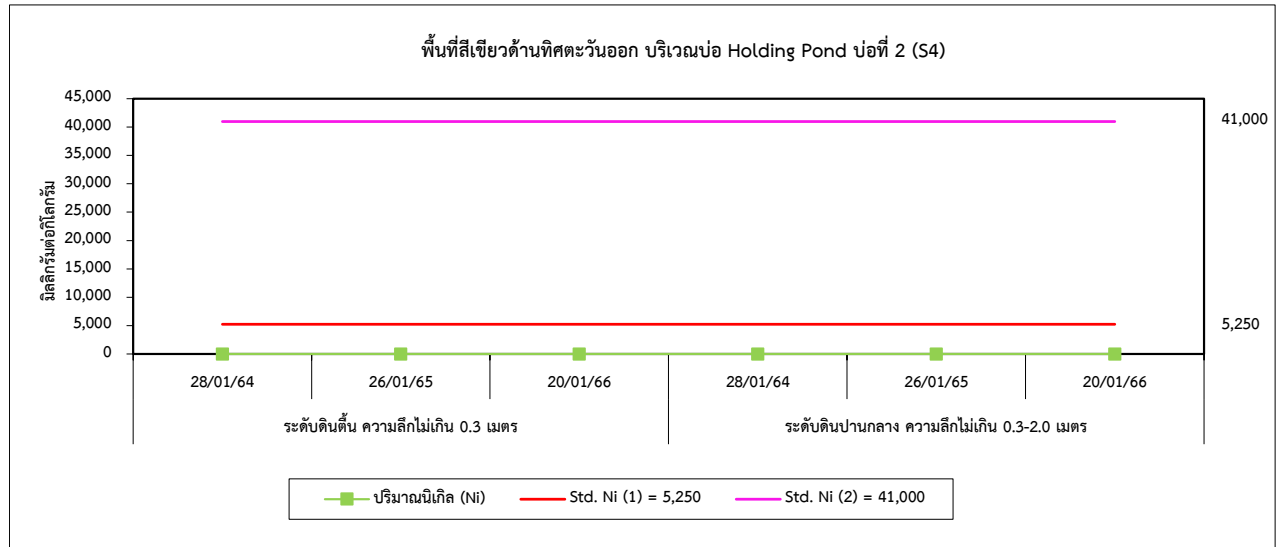 พื้นที่สีเขียวด้านทิศตะวันออก บริเวณบ่อ Holding Pond บ่อที่ 2 (S4)
มิลลิกรัมต่อกิโลกรัม
45,000
40,000
35,000
30,000
25,000
20,000
15,000
10,000
5,000
0
41,000
5,250
28/01/64 26/01/65 20/01/66 28/01/64 26/01/65 20/01/66
ระดับดินตื้น ความลึกไม่เกิน 0.3 เมตร ระดับดินปานกลาง ความลึกไม่เกิน 0.3-2.0 เมตร
ปริมาณนิเกิล (Ni) Std. Ni (1) = 5,250 Std. Ni (2) = 41,000